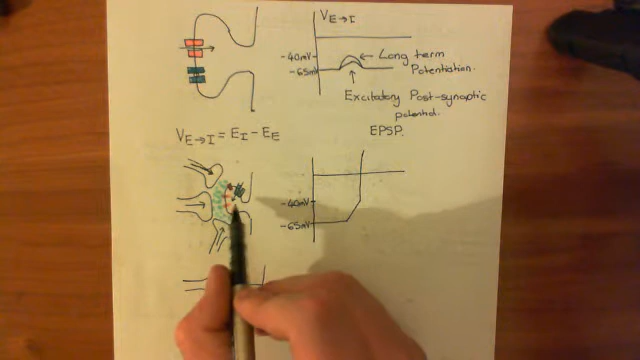 VE→I
-40mV
-65mV
Long term
Potentiation.
Excitatory Post-synaptic
potential.
EPSP.
VE→I = EI - EE
-40mV
-65mV